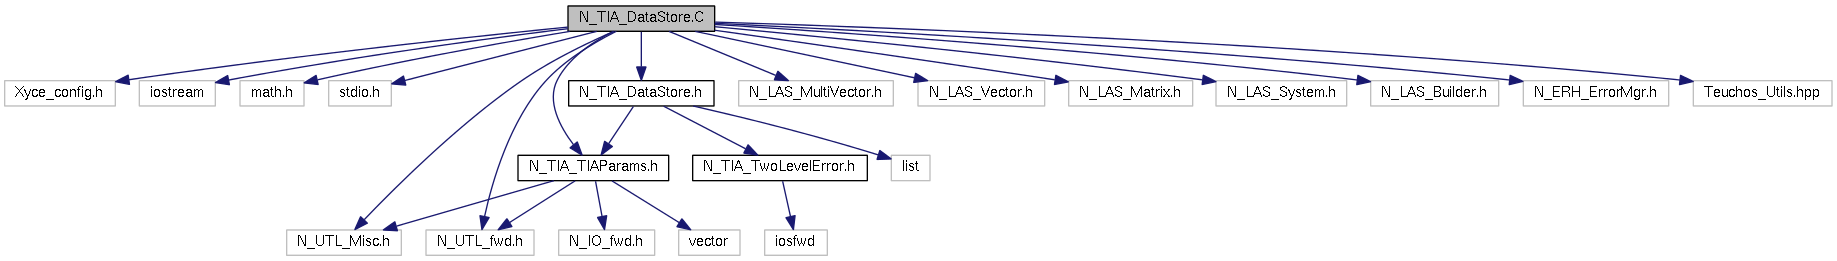 N_TIA_DataStore.C
Xyce_config.h
iostream
math.h
stdio.h
N_TIA_DataStore.h
N_LAS_MultiVector.h
N_LAS_Vector.h
N_LAS_Matrix.h
N_LAS_System.h
N_LAS_Builder.h
N_ERH_ErrorMgr.h
Teuchos_Utils.hpp
N_TIA_TIAParams.h
N_TIA_TwoLevelError.h
list
N_UTL_Misc.h
N_UTL_fwd.h
N_IO_fwd.h
vector
iosfwd